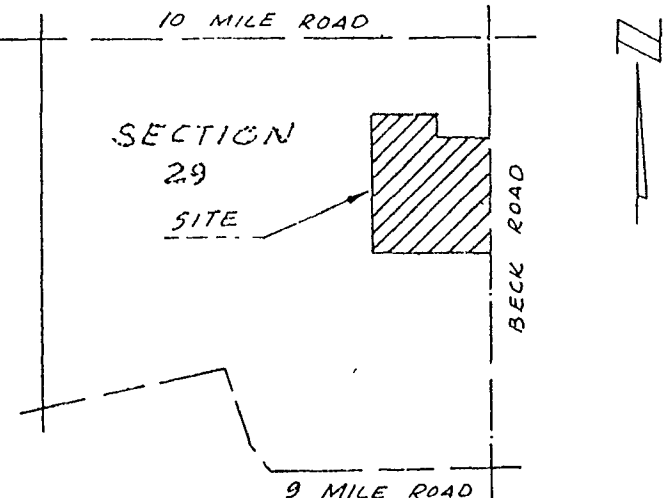 10 MILE ROAD
N
SECTION
29
SITE
BECK ROAD
9 MILE ROAD